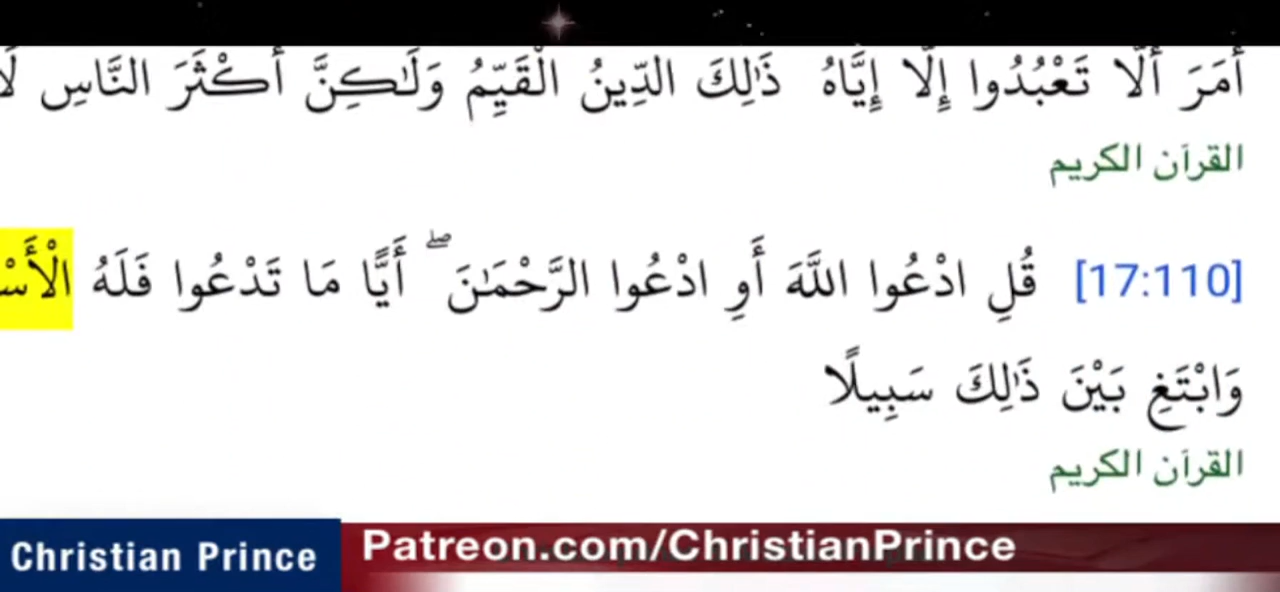 أَمَرَ أَلَّا تَعْبُدُوا إِلَّا إِيَّاهُ ذَٰلِكَ الدِّينُ الْقَيِّمُ وَلَٰكِنَّ أَكْثَرَ النَّاسِ لَا
القرآن الكريم
[17:110] قُلِ ادْعُوا اللَّهَ أَوِ ادْعُوا الرَّحْمَٰنَ ۖ أَيًّا مَا تَدْعُوا فَلَهُ
وَابْتَغِ بَيْنَ ذَٰلِكَ سَبِيلًا
القرآن الكريم
Christian Prince
Patreon.com/ChristianPrince